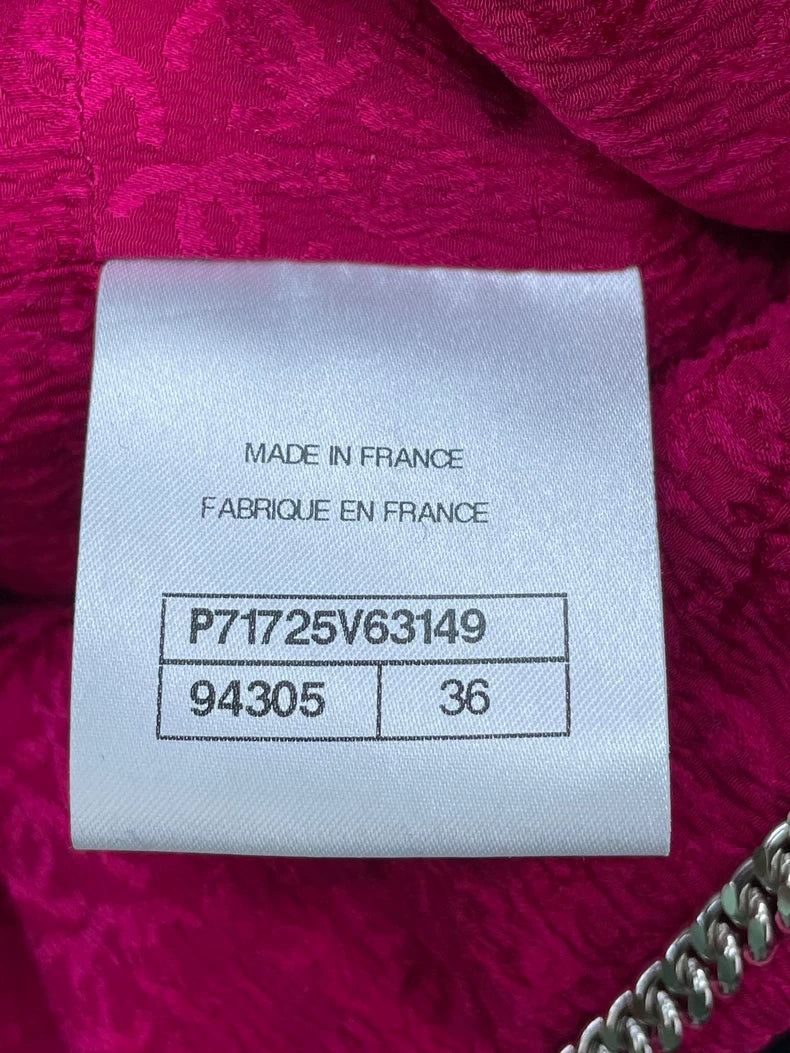 MADE IN FRANCE
FABRIQUE EN FRANCE
P71725V63149
94305 36